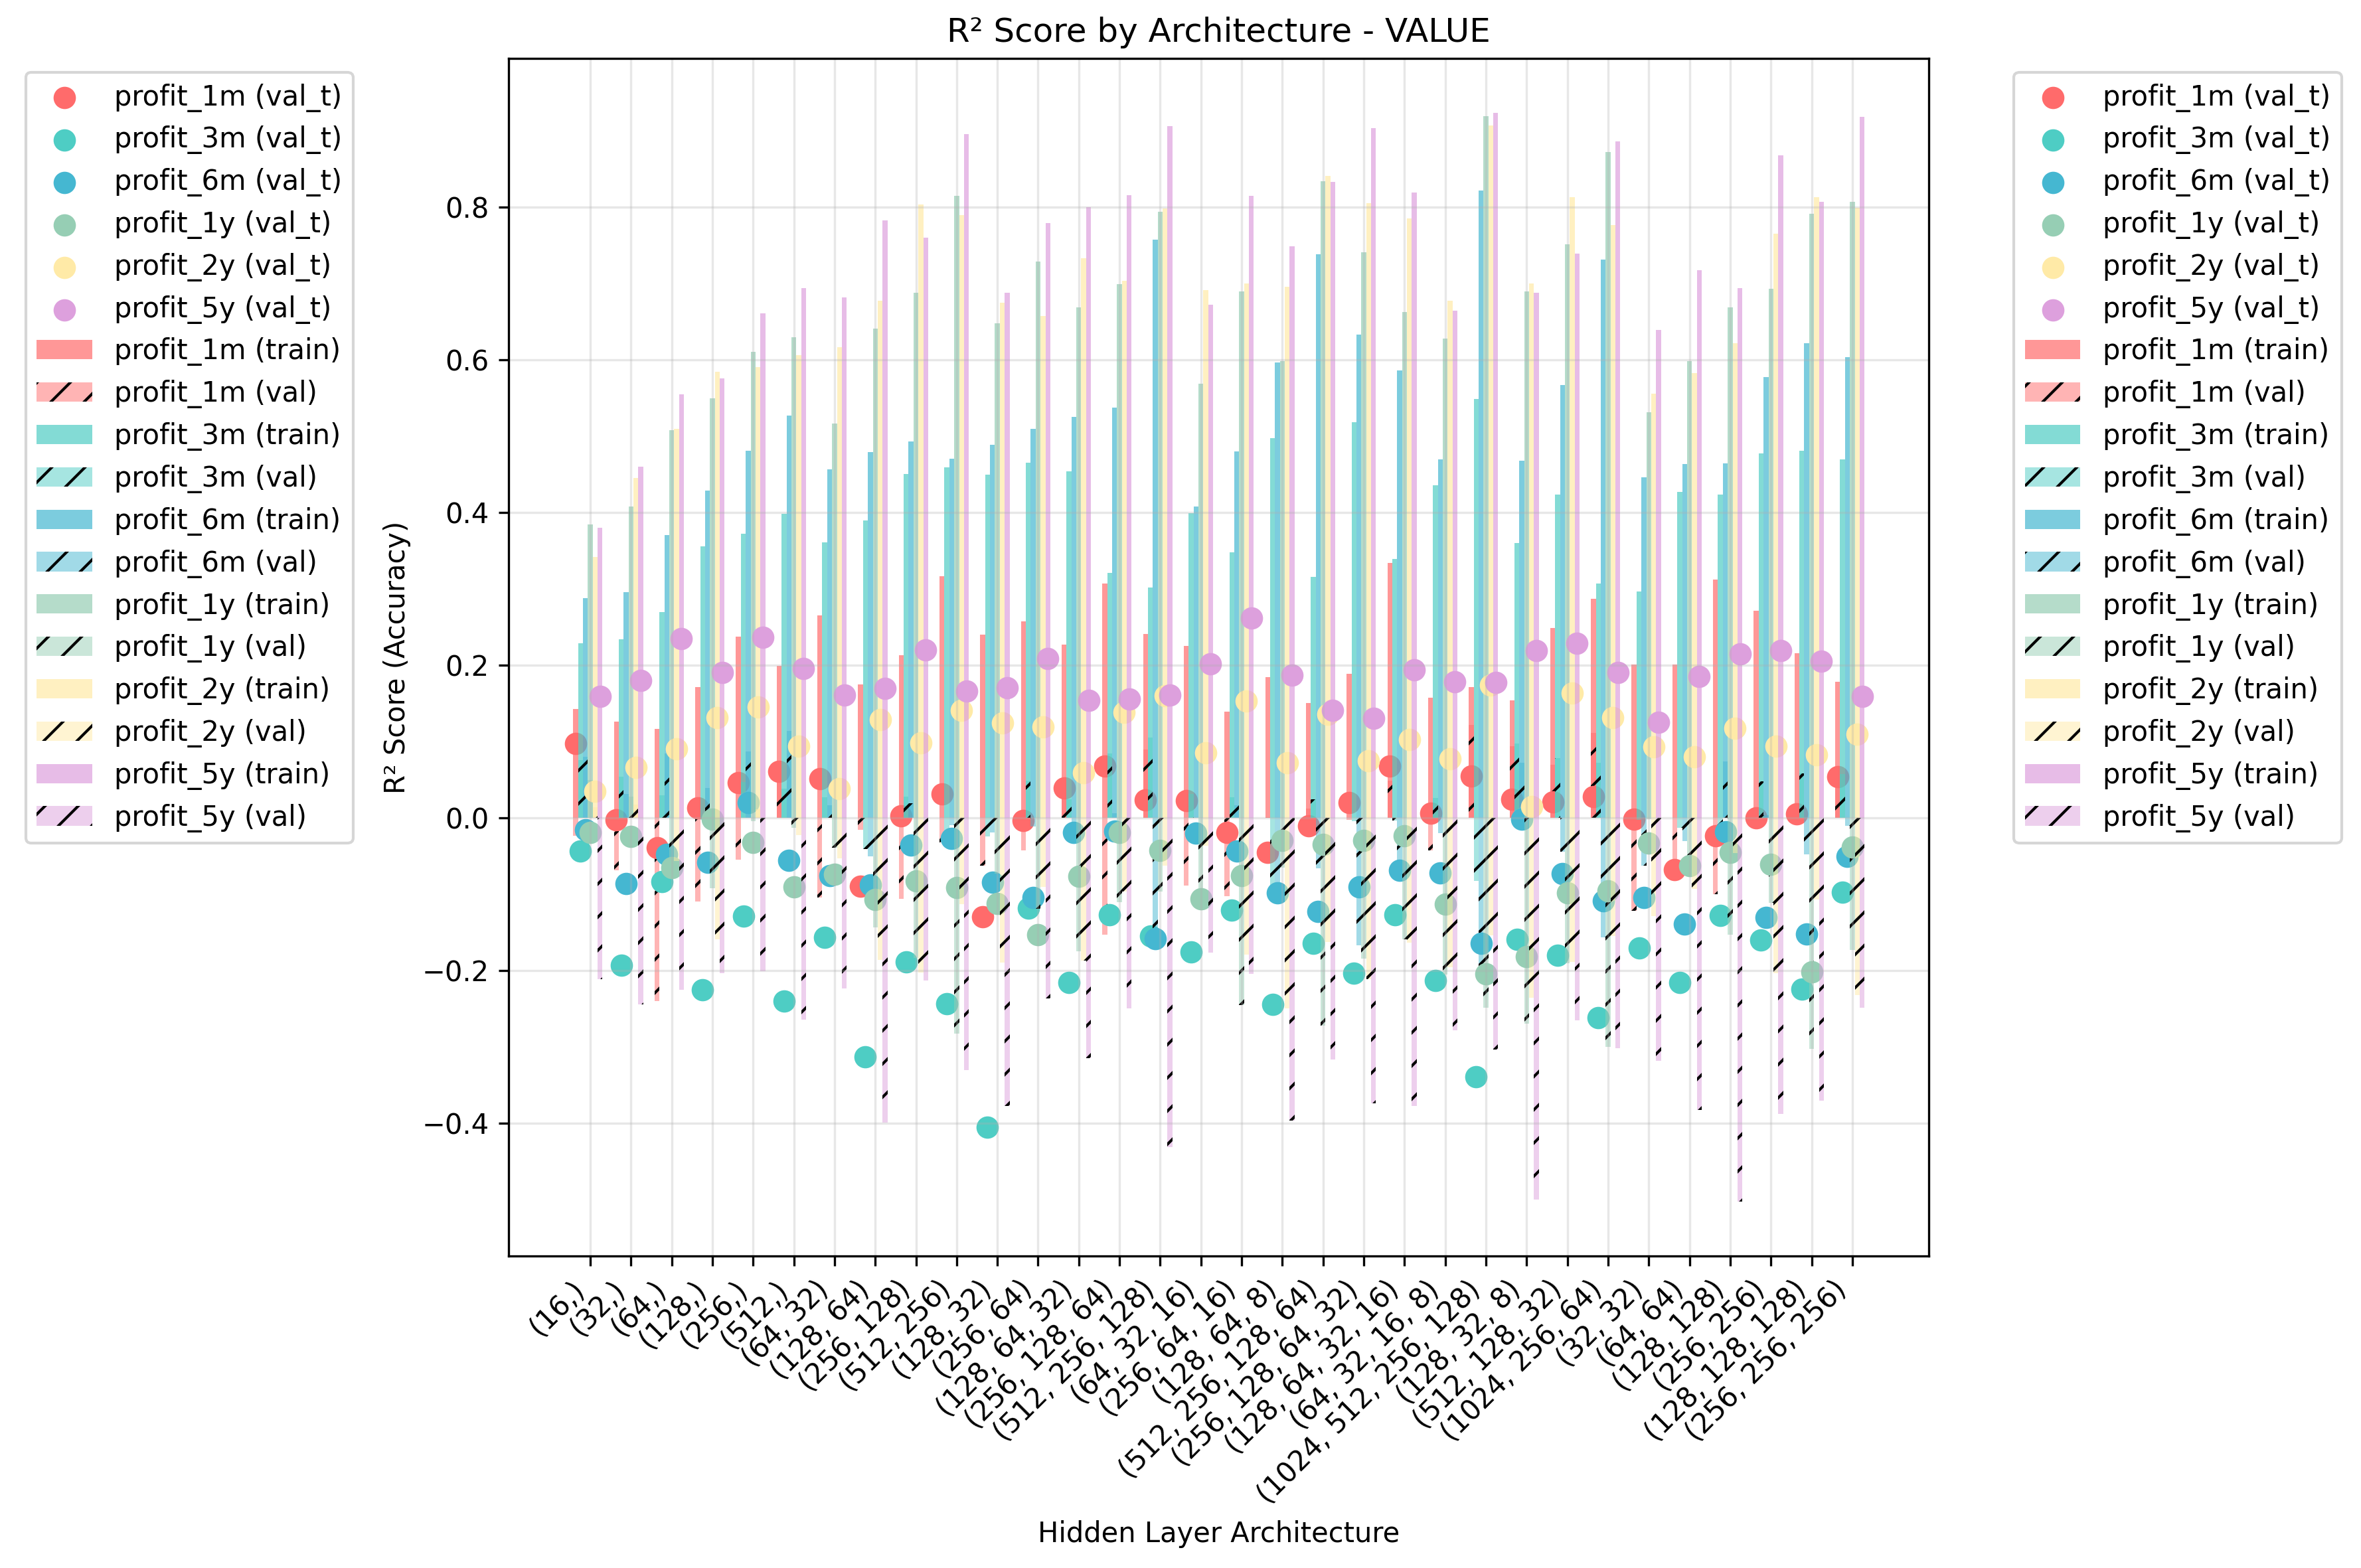 R² Score by Architecture - VALUE
profit_1m (val_t)
profit_3m (val_t)
profit_6m (val_t)
profit_1y (val_t)
profit_2y (val_t)
profit_5y (val_t)
profit_1m (train)
profit_1m (val)
profit_3m (train)
profit_3m (val)
profit_6m (train)
profit_6m (val)
profit_1y (train)
profit_1y (val)
profit_2y (train)
profit_2y (val)
profit_5y (train)
profit_5y (val)
R² Score (Accuracy)
0.8
0.6
0.4
0.2
0.0
−0.2
−0.4
profit_1m (val_t)
profit_3m (val_t)
profit_6m (val_t)
profit_1y (val_t)
profit_2y (val_t)
profit_5y (val_t)
profit_1m (train)
profit_1m (val)
profit_3m (train)
profit_3m (val)
profit_6m (train)
profit_6m (val)
profit_1y (train)
profit_1y (val)
profit_2y (train)
profit_2y (val)
profit_5y (train)
profit_5y (val)
(16,)
(32,)
(64,)
(128,)
(256,)
(512,)
(64, 32)
(128, 64)
(256, 128)
(512, 256)
(128, 32)
(256, 64)
(128, 64, 32)
(256, 128, 64)
(512, 256, 128)
(64, 32, 16)
(256, 64, 16)
(128, 64, 8)
(512, 256, 128, 64)
(256, 128, 64, 32)
(128, 64, 32, 16)
(64, 32, 16, 8)
(1024, 512, 256, 128)
(128, 32, 8)
(512, 128, 32)
(1024, 256, 64)
(32, 32)
(64, 64)
(128, 128)
(256, 256)
(128, 128, 128)
(256, 256, 256)
Hidden Layer Architecture